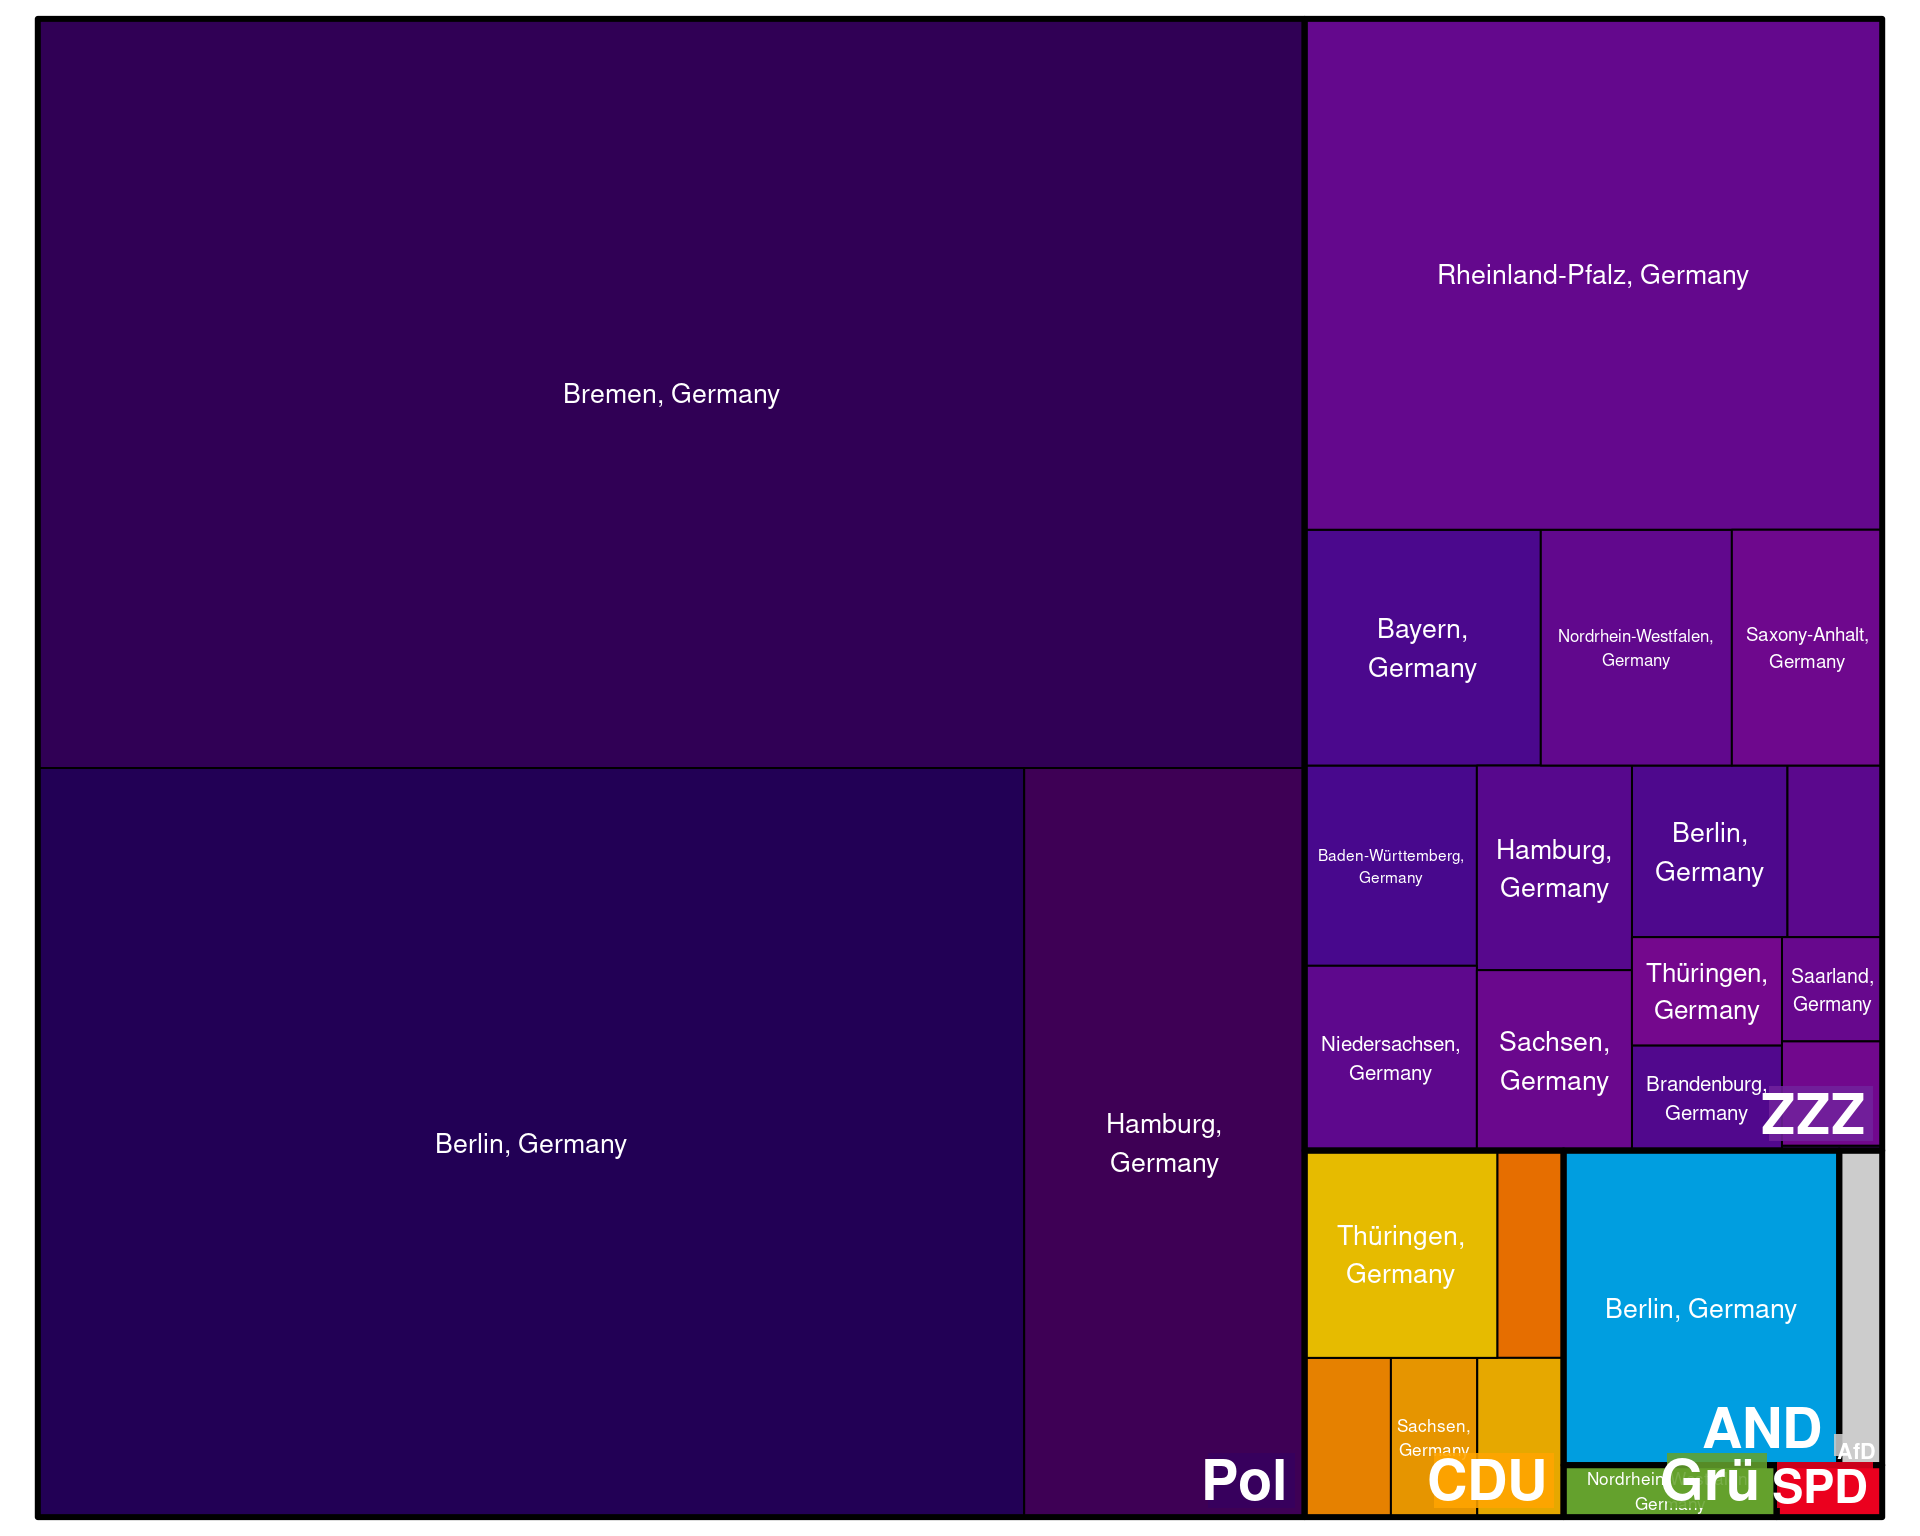 Bremen, Germany
Berlin, Germany
Hamburg,
Germany
Pol
Rheinland-Pfalz, Germany
Bayern,
Germany
Nordrhein-Westfalen,
Germany
Saxony-Anhalt,
Germany
Baden-Württemberg,
Germany
Hamburg,
Germany
Berlin,
Germany
Niedersachsen,
Germany
Sachsen,
Germany
Thüringen,
Germany
Saarland,
Germany
Brandenburg,
Germany
ZZZ
Thüringen,
Germany
Sachsen,
Germany
CDU
Berlin, Germany
AND
AfD
Germany
Grü
SPD